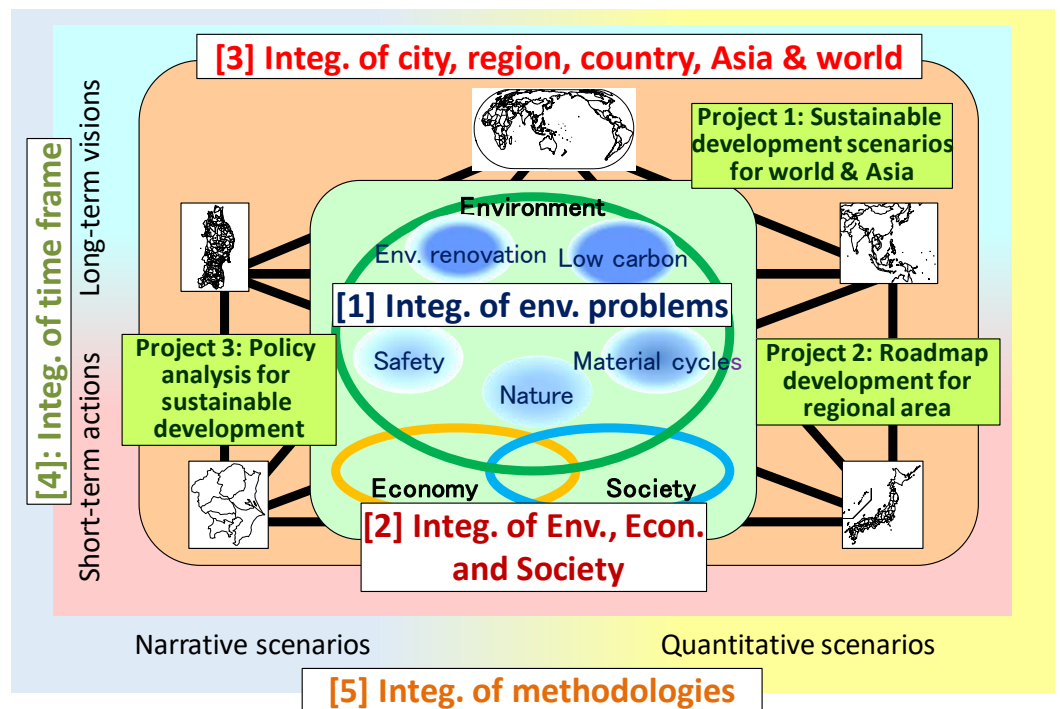 [3] Integ. of city, region, country, Asia & world
Project 1: Sustainable
development scenarios
for world & Asia
[4]: Integ. of time frame
Long-term visions
Short-term actions
Environment
Env. renovation
Low carbon
[1] Integ. of env. problems
Safety
Material cycles
Nature
Project 3: Policy
analysis for
sustainable
development
Project 2: Roadmap
development for
regional area
Economy
Society
[2] Integ. of Env., Econ.
and Society
Narrative scenarios
Quantitative scenarios
[5] Integ. of methodologies